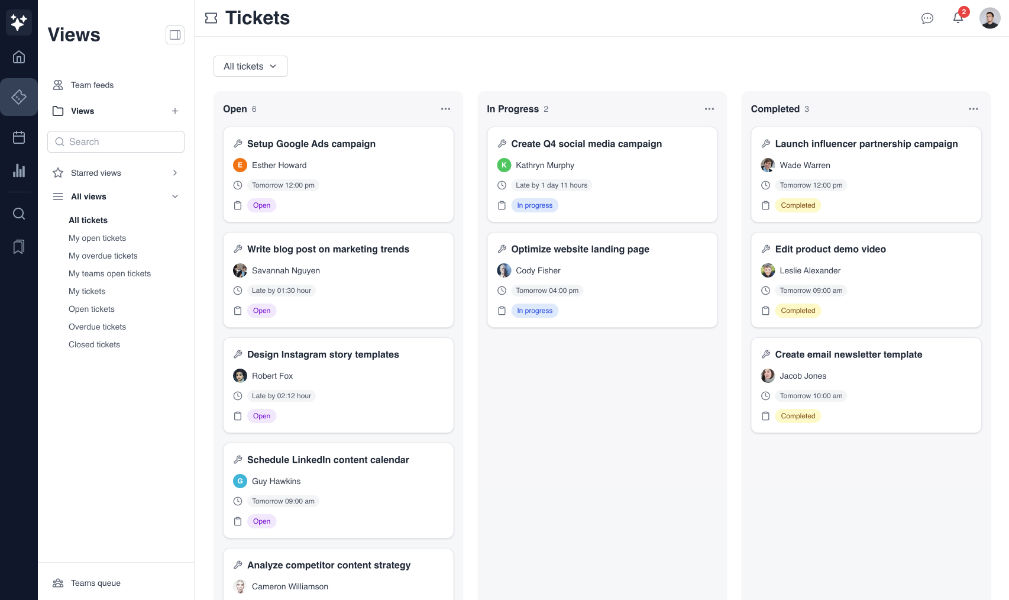 Views
Team feeds
Views
Search
Starred views
All views
All tickets
My open tickets
My overdue tickets
My teams open tickets
My tickets
Open tickets
Overdue tickets
Closed tickets
Teams queue
Tickets
2
All tickets
Open 6
Setup Google Ads campaign
E Esther Howard
Tomorrow 12:00 pm
Open
Write blog post on marketing trends
Savannah Nguyen
Late by 01:30 hour
Open
Design Instagram story templates
Robert Fox
Late by 02:12 hour
Open
Schedule LinkedIn content calendar
G Guy Hawkins
Tomorrow 09:00 am
Open
Analyze competitor content strategy
Cameron Williamson
In Progress 2
Create Q4 social media campaign
K Kathryn Murphy
Late by 1 day 11 hours
In progress
Optimize website landing page
Cody Fisher
Tomorrow 04:00 pm
In progress
Completed 3
Launch influencer partnership campaign
Wade Warren
Tomorrow 12:00 pm
Completed
Edit product demo video
Leslie Alexander
Tomorrow 09:00 am
Completed
Create email newsletter template
Jacob Jones
Tomorrow 10:00 am
Completed